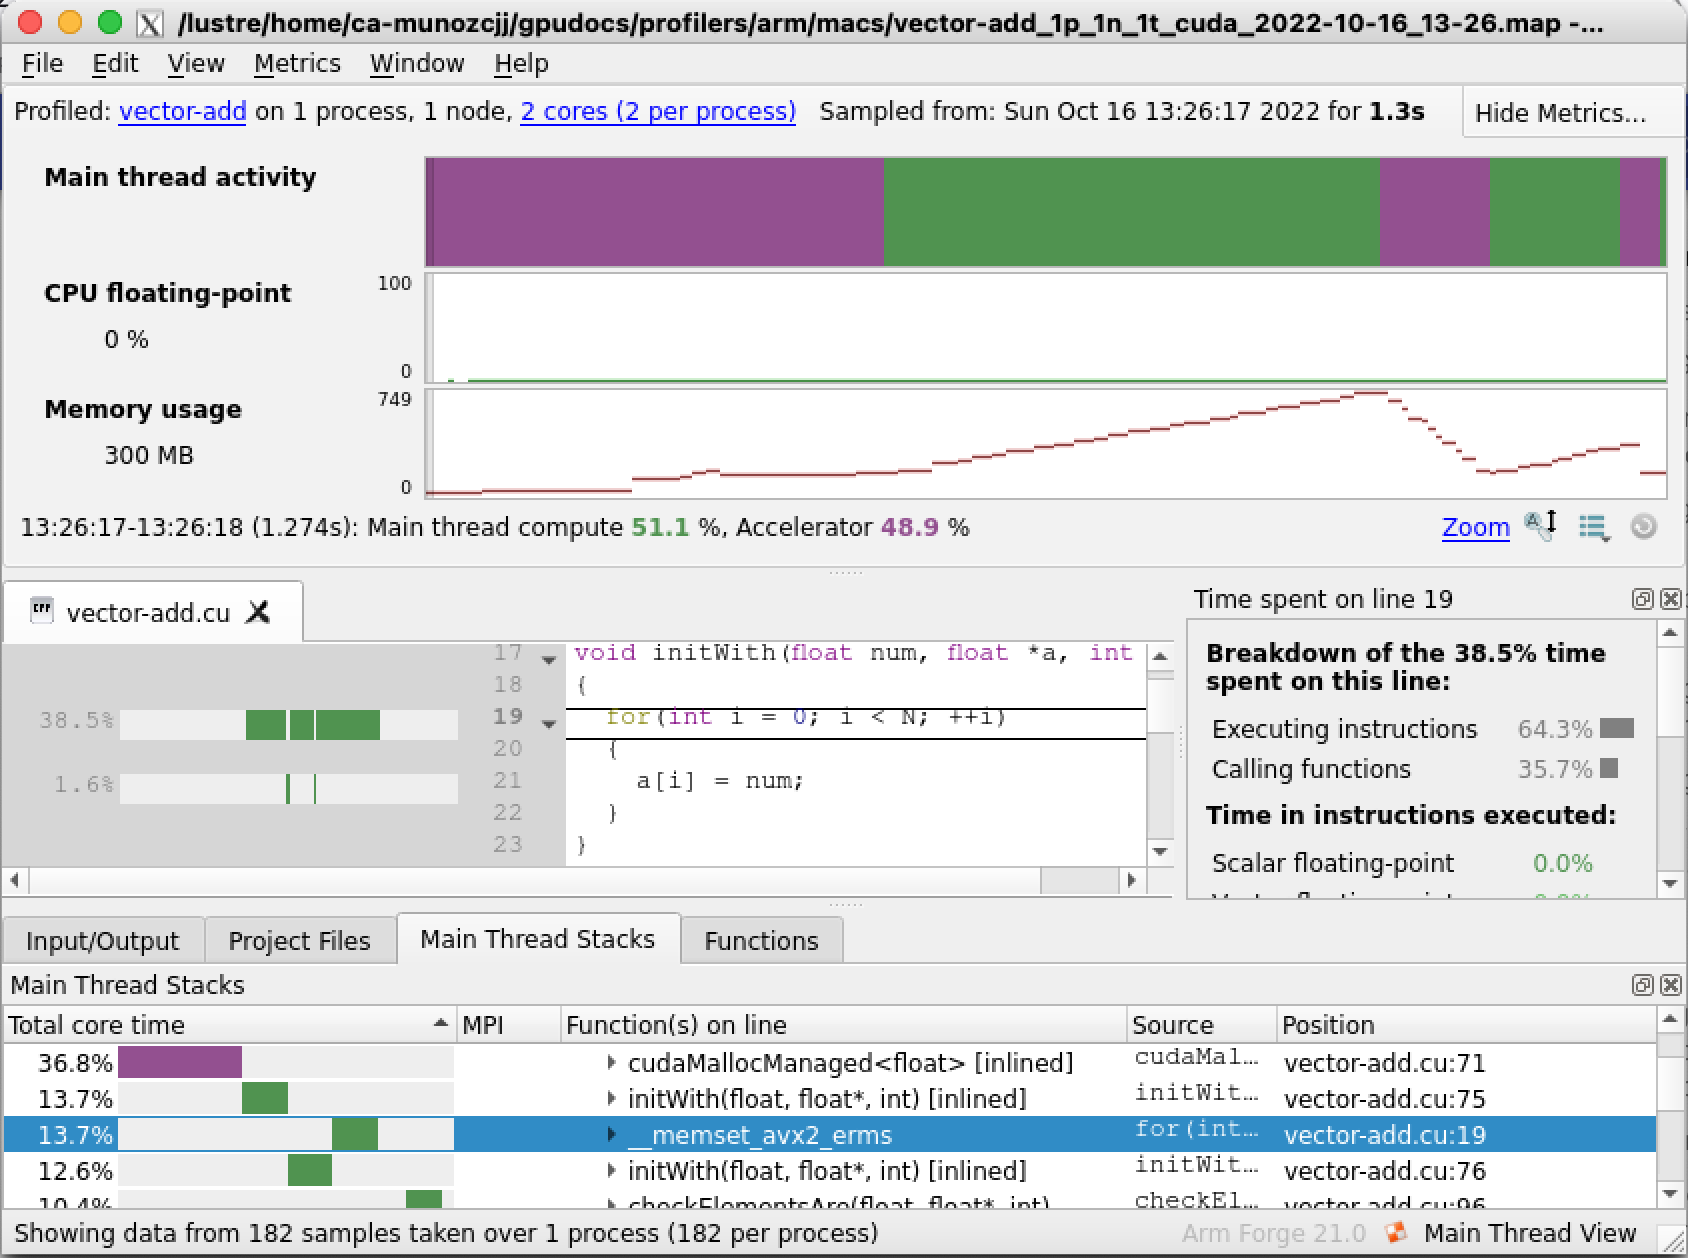 /lustre/home/ca-munozcjj/gpudocs/profilers/arm/macs/vector-add_1p_1n_1t_cuda_2022-10-16_13-26.map -...
File Edit View Metrics Window Help
Profiled: vector-add on 1 process, 1 node, 2 cores (2 per process) Sampled from: Sun Oct 16 13:26:17 2022 for 1.3s Hide Metrics...
Main thread activity
CPU floating-point 100
0 %
0
Memory usage 749
300 MB
0
13:26:17-13:26:18 (1.274s): Main thread compute 51.1 %, Accelerator 48.9 % Zoom
vector-add.cu
17 void initWith(float num, float *a, int
18 {
38.5% 19 for(int i = 0; i < N; ++i)
20 {
1.6% 21 a[i] = num;
22 }
23 }
Time spent on line 19
Breakdown of the 38.5% time
spent on this line:
Executing instructions 64.3%
Calling functions 35.7%
Time in instructions executed:
Scalar floating-point 0.0%
Input/Output Project Files Main Thread Stacks Functions
Main Thread Stacks
Total core time MPI Function(s) on line Source Position
36.8% cudaMallocManaged<float> [inlined] cudaMal... vector-add.cu:71
13.7% initWith(float, float*, int) [inlined] initWit... vector-add.cu:75
13.7% __memset_avx2_erms for(int... vector-add.cu:19
12.6% initWith(float, float*, int) [inlined] initWit... vector-add.cu:76
10.4% checkElementsAre(float, float*, int) checkEl... vector-add.cu:96
Showing data from 182 samples taken over 1 process (182 per process) Arm Forge 21.0 Main Thread View